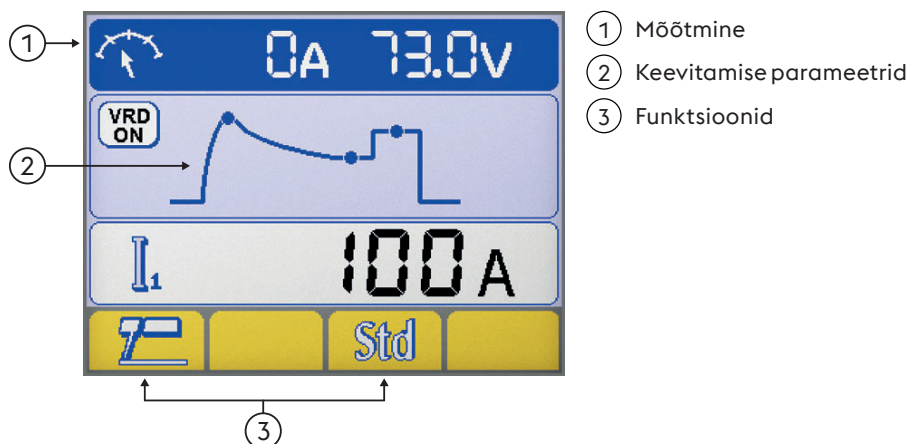 1 Mõõtmine
0A 73.0V
2 Keevitamise parameetrid
VRD
ON
3 Funktsioonid
1
2
I1 100A
Std
3